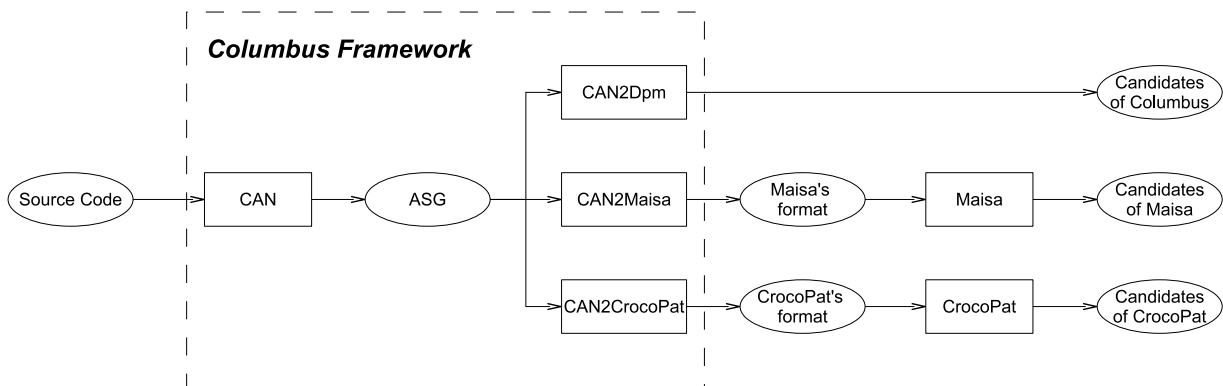 Columbus Framework
CAN2Dpm
Candidates
of Columbus
Source Code
CAN
ASG
CAN2Maisa
Maisa's
format
Maisa
Candidates
of Maisa
CAN2CrocoPat
CrocoPat's
format
CrocoPat
Candidates
of CrocoPat